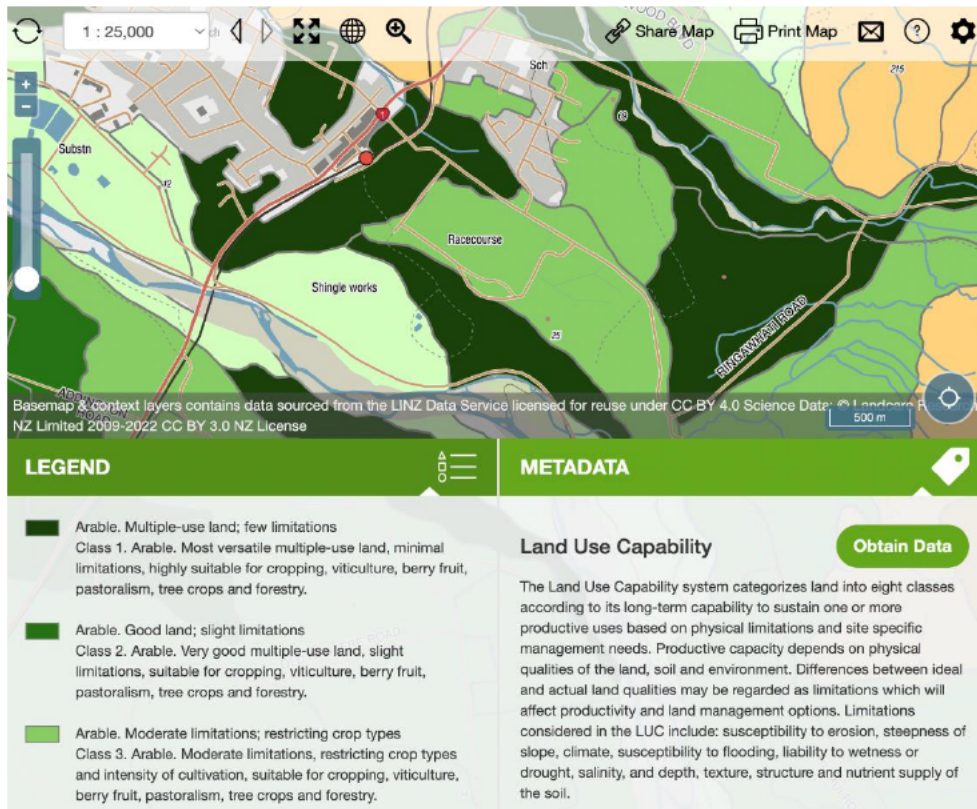 1 : 25,000
Share Map
Print Map
?
Sch
215
69
+
-
Substn
42
1
Racecourse
Shingle works
25
RINGAWHATI ROAD
Basemap & context layers contains data sourced from the LINZ Data Service licensed for reuse under CC BY 4.0 Science Data: © Landcare Research
NZ Limited 2009-2022 CC BY 3.0 NZ License
500 m
LEGEND
Arable. Multiple-use land; few limitations
Class 1. Arable. Most versatile multiple-use land, minimal
limitations, highly suitable for cropping, viticulture, berry fruit,
pastoralism, tree crops and forestry.
Arable. Good land; slight limitations
Class 2. Arable. Very good multiple-use land, slight
limitations, suitable for cropping, viticulture, berry fruit,
pastoralism, tree crops and forestry.
Arable. Moderate limitations; restricting crop types
Class 3. Arable. Moderate limitations, restricting crop types
and intensity of cultivation, suitable for cropping, viticulture,
berry fruit, pastoralism, tree crops and forestry.
METADATA
Land Use Capability
Obtain Data
The Land Use Capability system categorizes land into eight classes
according to its long-term capability to sustain one or more
productive uses based on physical limitations and site specific
management needs. Productive capacity depends on physical
qualities of the land, soil and environment. Differences between ideal
and actual land qualities may be regarded as limitations which will
affect productivity and land management options. Limitations
considered in the LUC include: susceptibility to erosion, steepness of
slope, climate, susceptibility to flooding, liability to wetness or
drought, salinity, and depth, texture, structure and nutrient supply of
the soil.